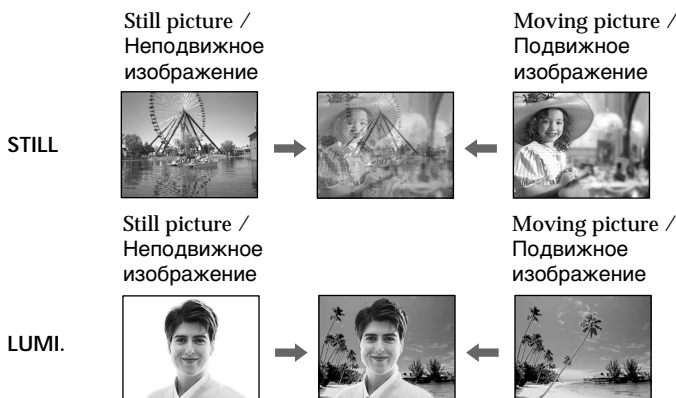 Still picture /
Неподвижное
изображение
Moving picture /
Подвижное
изображение
STILL
Still picture /
Неподвижное
изображение
Moving picture /
Подвижное
изображение
LUMI.